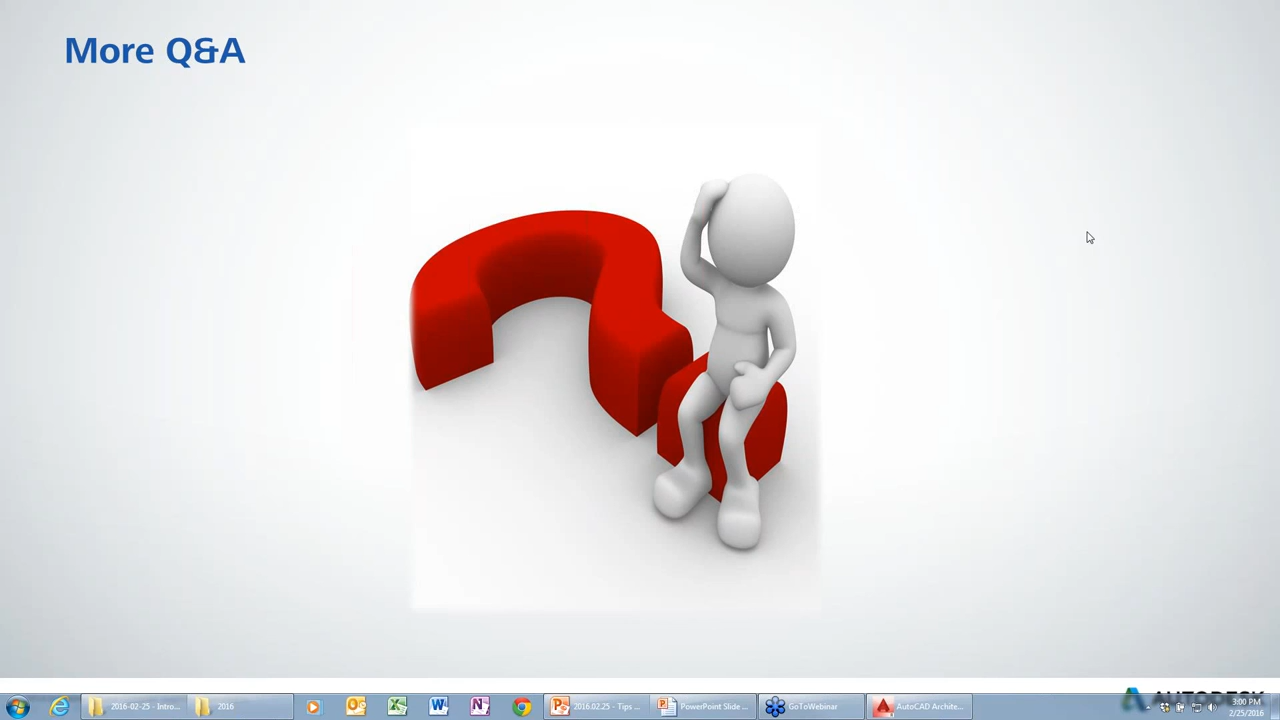 More Q&A
AUTODESK
2016-02-25 - Intro...
2016
2016.02.25 - Tips ...
PowerPoint Slide ...
GoToWebinar
AutoCAD Archite...
3:00 PM
2/25/2016